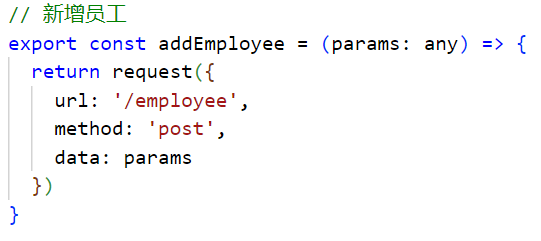 // 新增员工
export const addEmployee = (params: any) => {
  return request({
    url: '/employee',
    method: 'post',
    data: params
  })
}